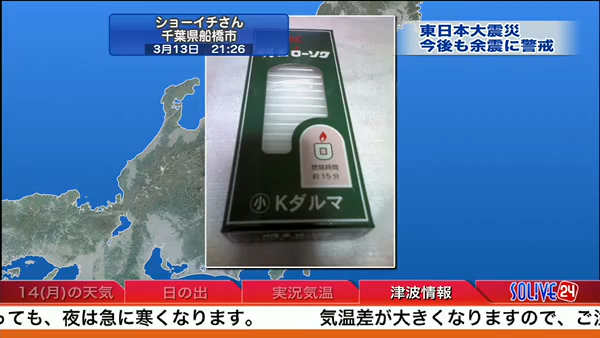 ショーイチさん
千葉県船橋市
3月13日 21:26
東日本大震災
今後も余震に警戒
ローソク
燃焼時間
約15分
小 Kダルマ
14(月)の天気
日の出
実況気温
津波情報
SOLiVE24
っても、夜は急に寒くなります。 気温差が大きくなりますので、ご注